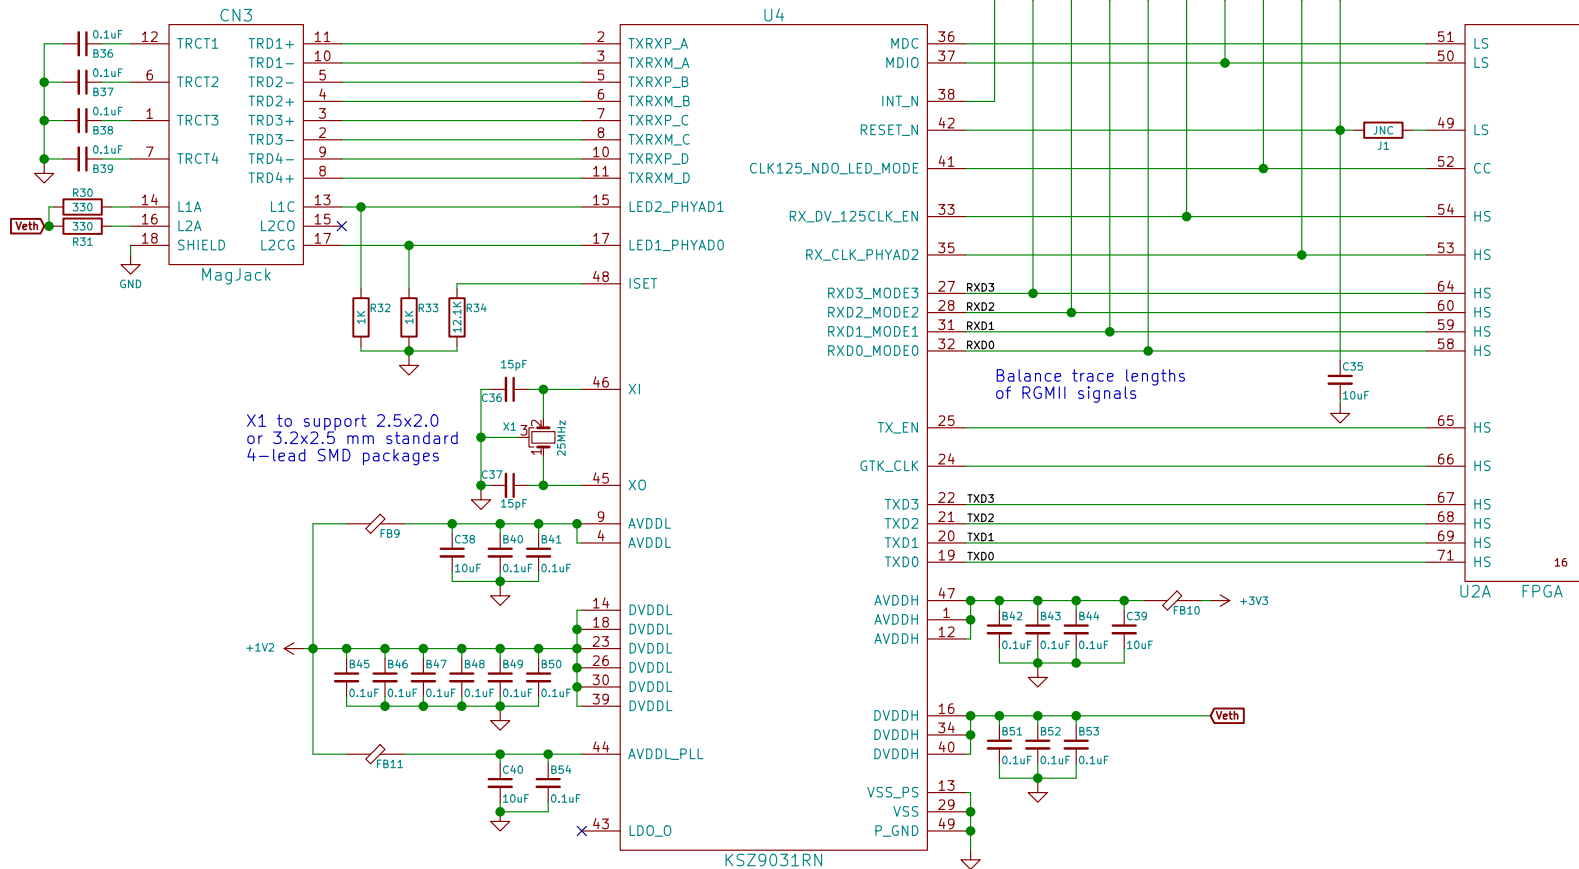 CN3
0.1uF
B36
12 TRCT1
0.1uF
B37
6 TRCT2
0.1uF
B38
1 TRCT3
0.1uF
B39
7 TRCT4
R30
330
14 L1A
Veth
330
R31
16 L2A
18 SHIELD
GND
TRD1+ 11
TRD1- 10
TRD2- 5
TRD2+ 4
TRD3+ 3
TRD3- 2
TRD4- 9
TRD4+ 8
L1C 13
L2CO 15
L2CG 17
MagJack
R32
1K
R33
1K
R34
12.1K
15pF
C36
X1
3
2
1
25MHz
C37
15pF
X1 to support 2.5x2.0
or 3.2x2.5 mm standard
4-lead SMD packages
FB9
C38
10uF
B40
0.1uF
B41
0.1uF
+1V2
B45
0.1uF
B46
0.1uF
B47
0.1uF
B48
0.1uF
B49
0.1uF
B50
0.1uF
FB11
C40
10uF
B54
0.1uF
U4
2 TXRXP_A
3 TXRXM_A
5 TXRXP_B
6 TXRXM_B
7 TXRXP_C
8 TXRXM_C
10 TXRXP_D
11 TXRXM_D
15 LED2_PHYAD1
17 LED1_PHYAD0
48 ISET
46 XI
45 XO
9 AVDDL
4 AVDDL
14 DVDDL
18 DVDDL
23 DVDDL
26 DVDDL
30 DVDDL
39 DVDDL
44 AVDDL_PLL
43 LDO_O
MDC 36
MDIO 37
INT_N 38
RESET_N 42
CLK125_NDO_LED_MODE 41
RX_DV_125CLK_EN 33
RX_CLK_PHYAD2 35
RXD3_MODE3 27 RXD3
RXD2_MODE2 28 RXD2
RXD1_MODE1 31 RXD1
RXD0_MODE0 32 RXD0
TX_EN 25
GTK_CLK 24
TXD3 22 TXD3
TXD2 21 TXD2
TXD1 20 TXD1
TXD0 19 TXD0
AVDDH 47
AVDDH 1
AVDDH 12
DVDDH 16
DVDDH 34
DVDDH 40
VSS_PS 13
VSS 29
P_GND 49
KSZ9031RN
Balance trace lengths
of RGMII signals
JNC
J1
C35
10uF
B42
0.1uF
B43
0.1uF
B44
0.1uF
C39
10uF
FB10
+3V3
B51
0.1uF
B52
0.1uF
B53
0.1uF
Veth
51 LS
50 LS
49 LS
52 CC
54 HS
53 HS
64 HS
60 HS
59 HS
58 HS
65 HS
66 HS
67 HS
68 HS
69 HS
71 HS
16
U2A FPGA